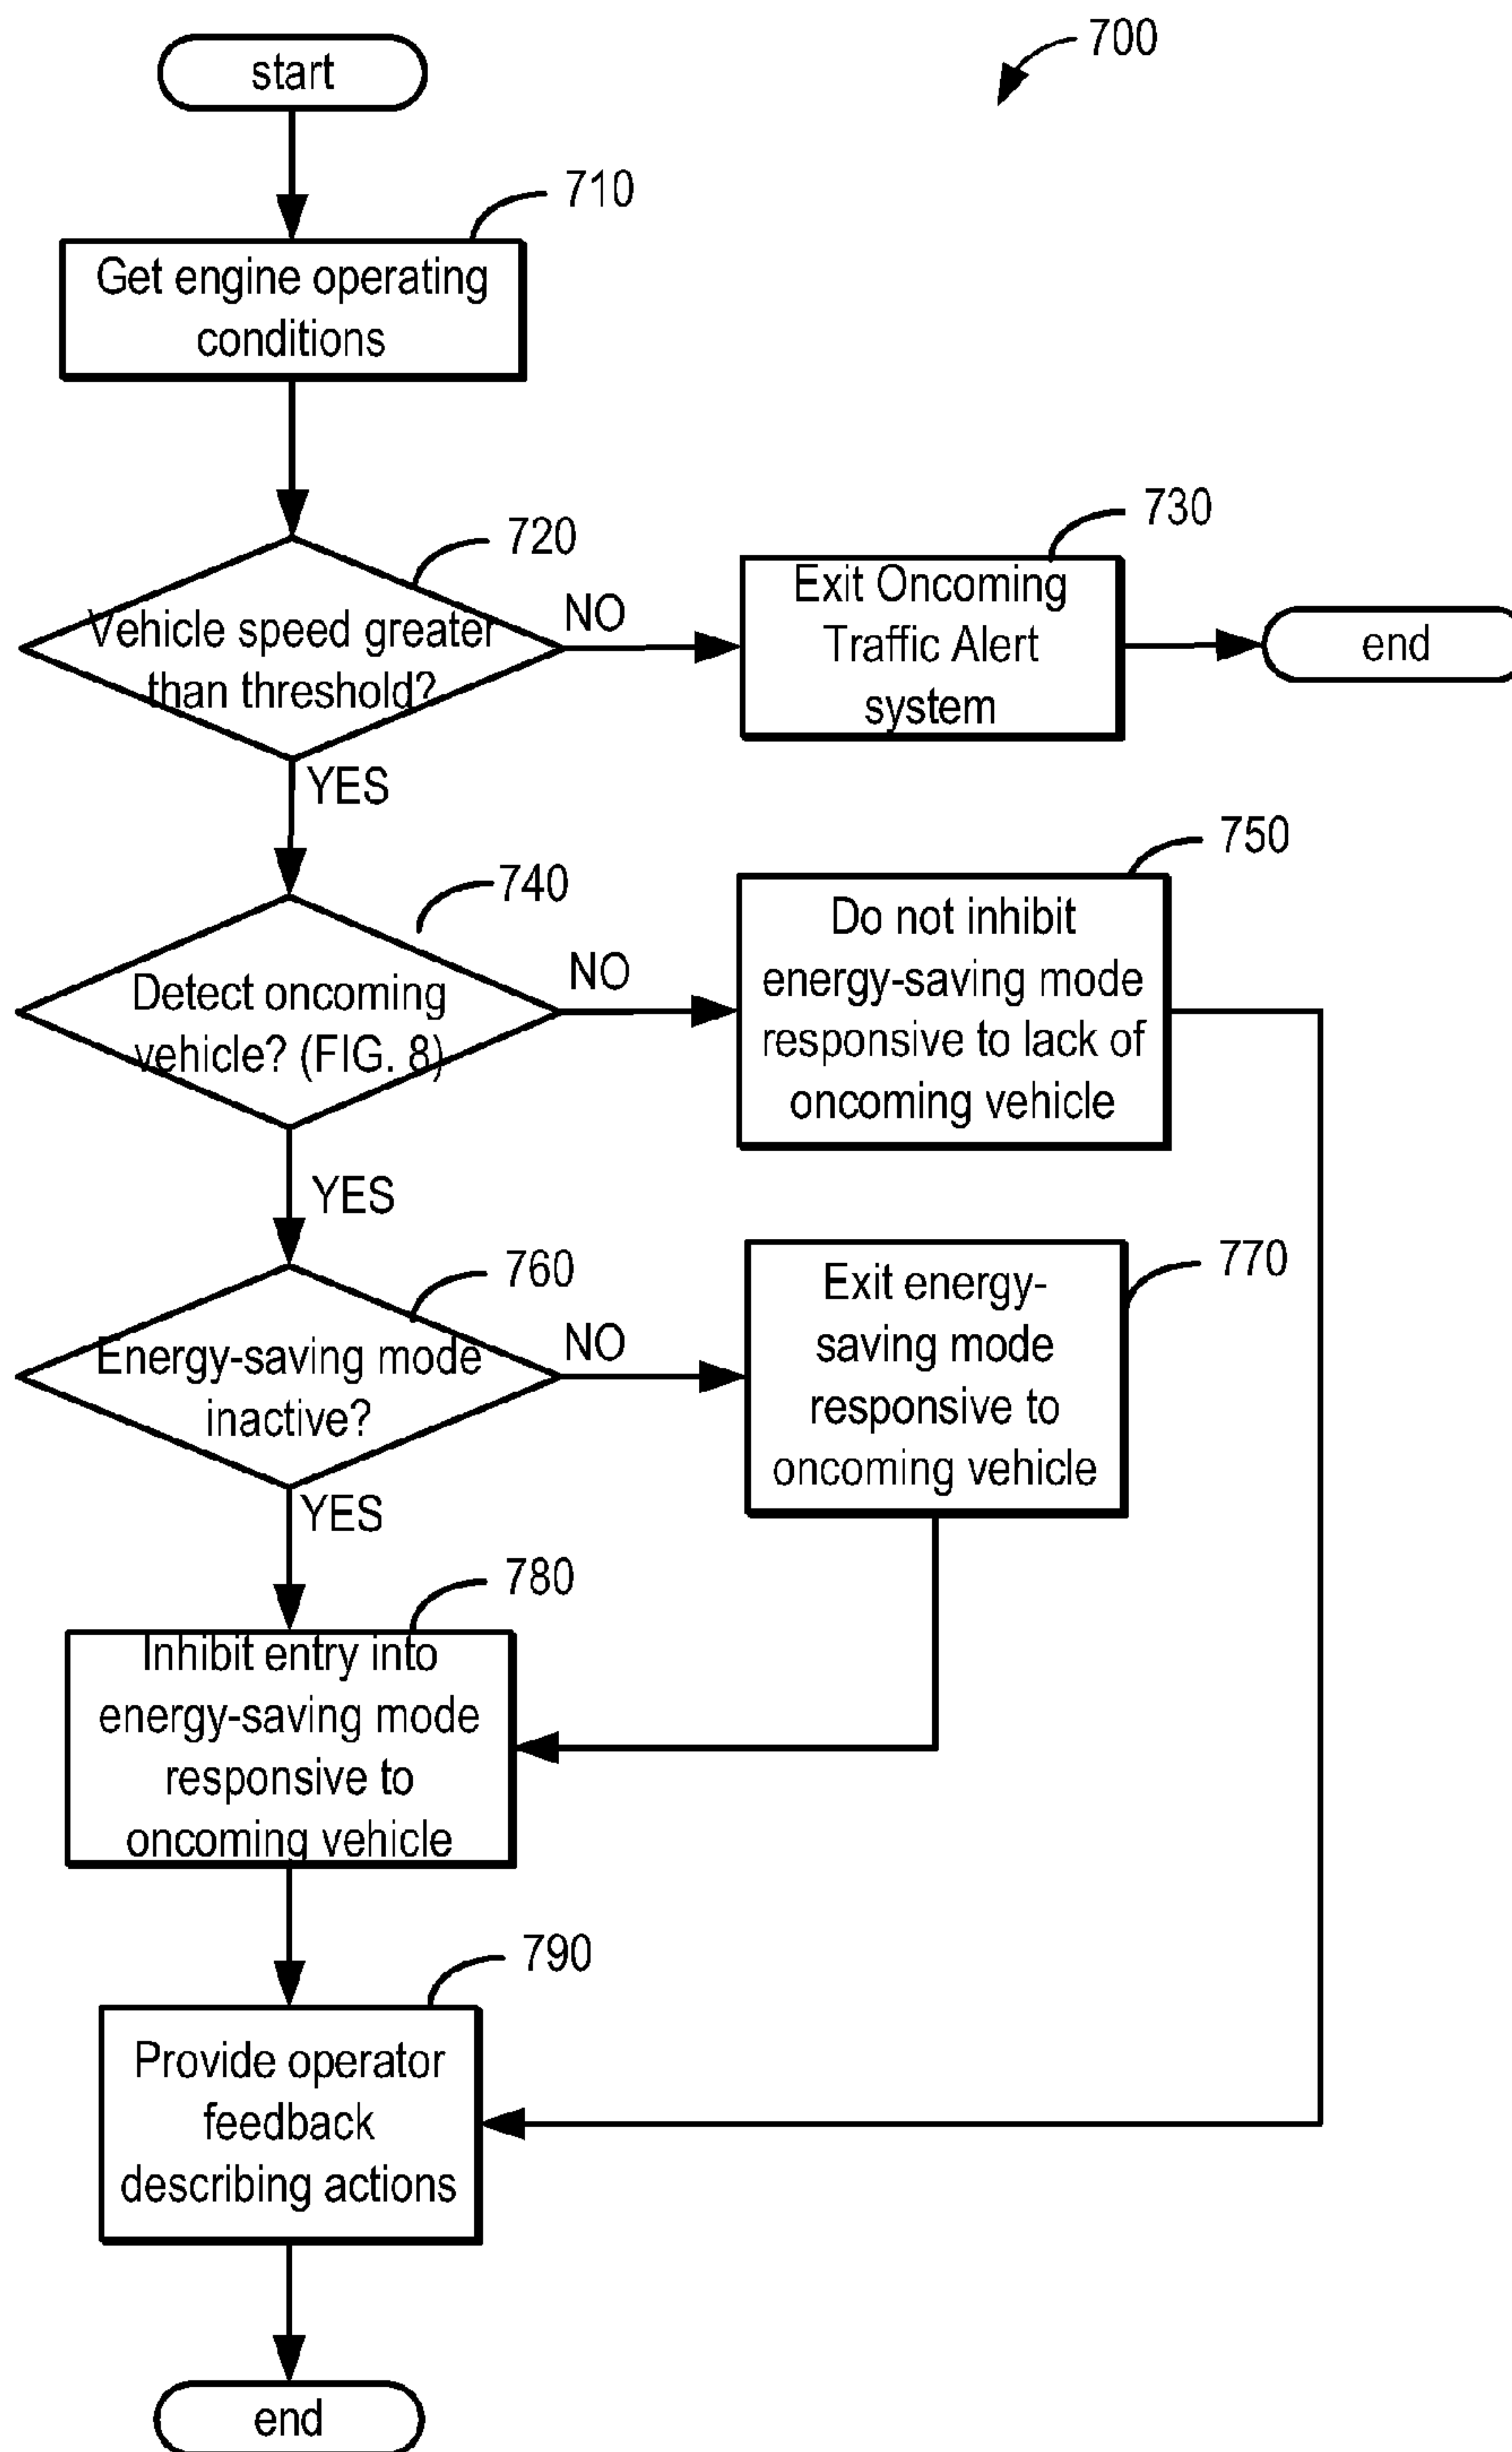 700
start
710
Get engine operating
conditions
720
Vehicle speed greater
than threshold?
NO
730
Exit Oncoming
Traffic Alert
system
end
YES
740
Detect oncoming
vehicle? (FIG. 8)
NO
750
Do not inhibit
energy-saving mode
responsive to lack of
oncoming vehicle
YES
760
Energy-saving mode
inactive?
NO
770
Exit energy-
saving mode
responsive to
oncoming vehicle
YES
780
Inhibit entry into
energy-saving mode
responsive to
oncoming vehicle
790
Provide operator
feedback
describing actions
end